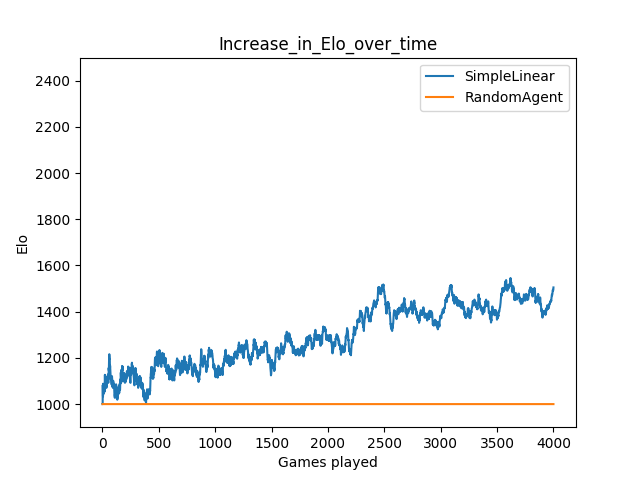 Increase_in_Elo_over_time
SimpleLinear
RandomAgent
2400
2200
2000
1800
1600
1400
1200
1000
Elo
0 500 1000 1500 2000 2500 3000 3500 4000
Games played